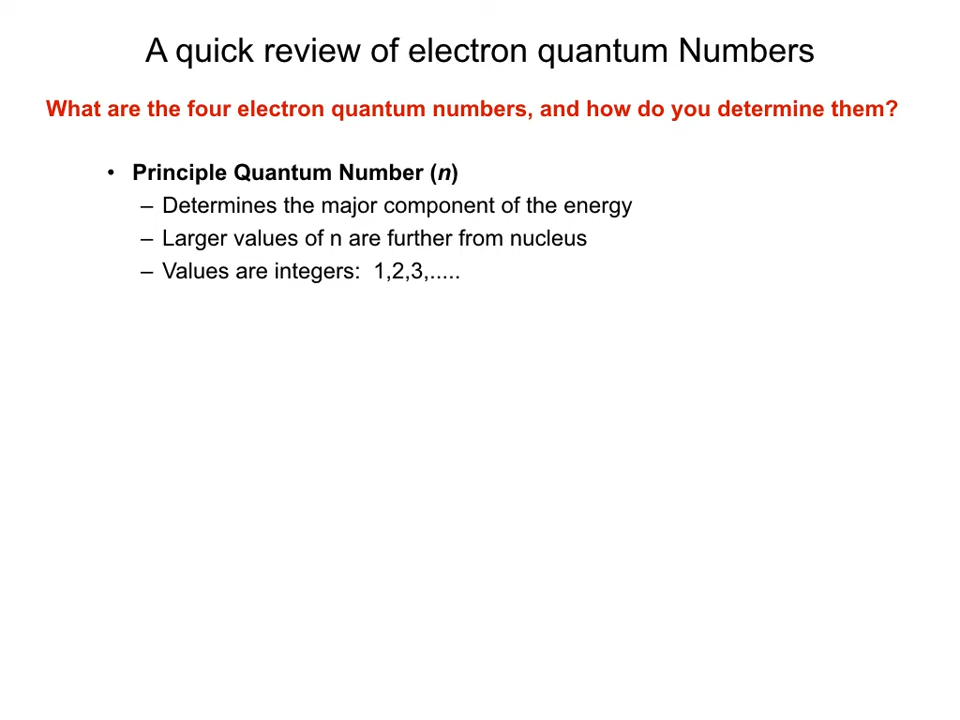 A quick review of electron quantum Numbers
What are the four electron quantum numbers, and how do you determine them?
• Principle Quantum Number (n)
– Determines the major component of the energy
– Larger values of n are further from nucleus
– Values are integers:  1,2,3,.....